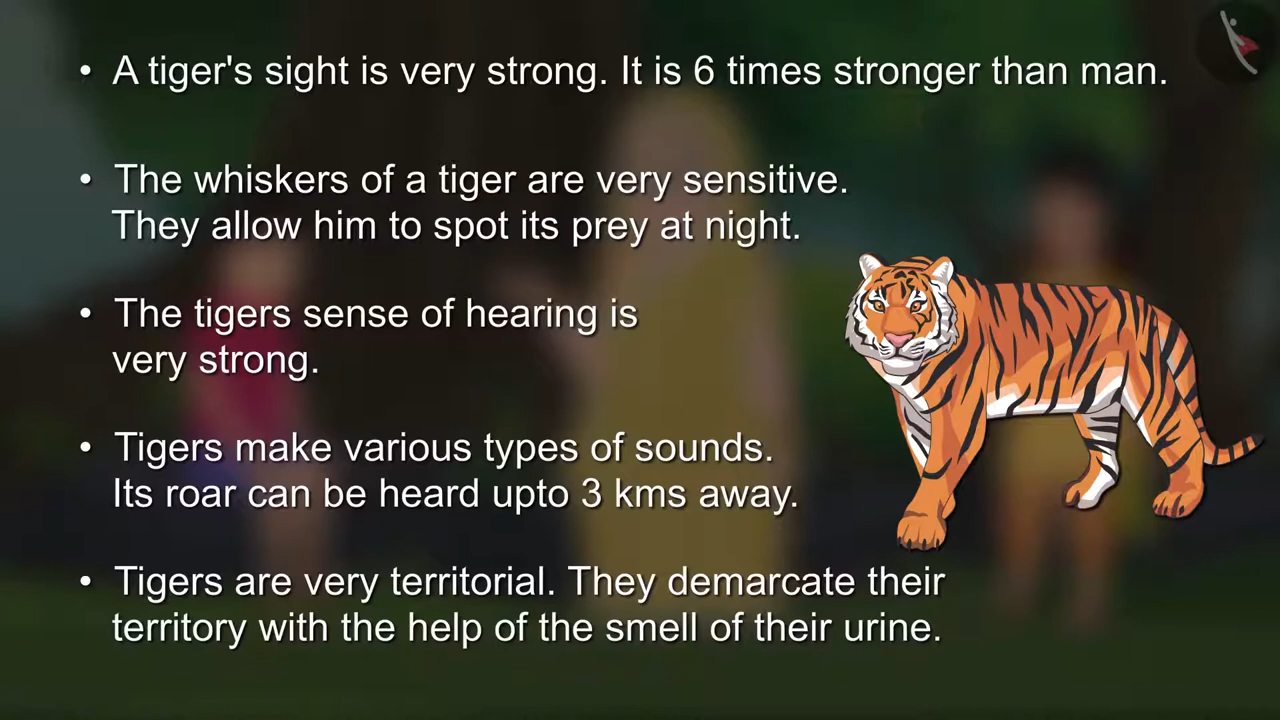 • A tiger's sight is very strong. It is 6 times stronger than man.
• The whiskers of a tiger are very sensitive.
They allow him to spot its prey at night.
• The tigers sense of hearing is
very strong.
• Tigers make various types of sounds.
Its roar can be heard upto 3 kms away.
• Tigers are very territorial. They demarcate their
territory with the help of the smell of their urine.